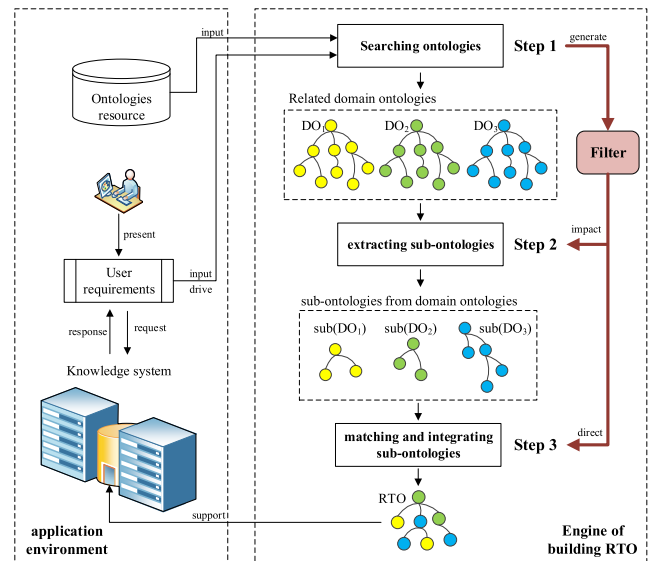 input
Searching ontologies
Step 1
generate
Ontologies
resource
Related domain ontologies
DO₁
DO₂
DO₃
Filter
present
extracting sub-ontologies
Step 2
impact
User
requirements
input
drive
sub-ontologies from domain ontologies
sub(DO₁)
sub(DO₂)
sub(DO₃)
response
request
Knowledge system
matching and integrating
sub-ontologies
Step 3
direct
RTO
support
application
environment
Engine of
building RTO